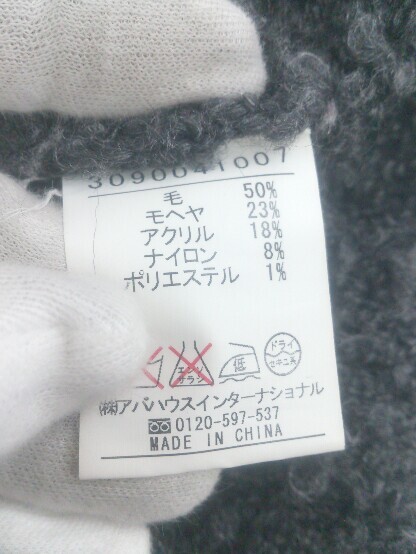 3090041007
毛 50%
モヘヤ 23%
アクリル 18%
ナイロン 8%
ポリエステル 1%
エンソ
サラシ
低
ドライ
セキユ系
㈱アバハウスインターナショナル
0120-597-537
MADE IN CHINA